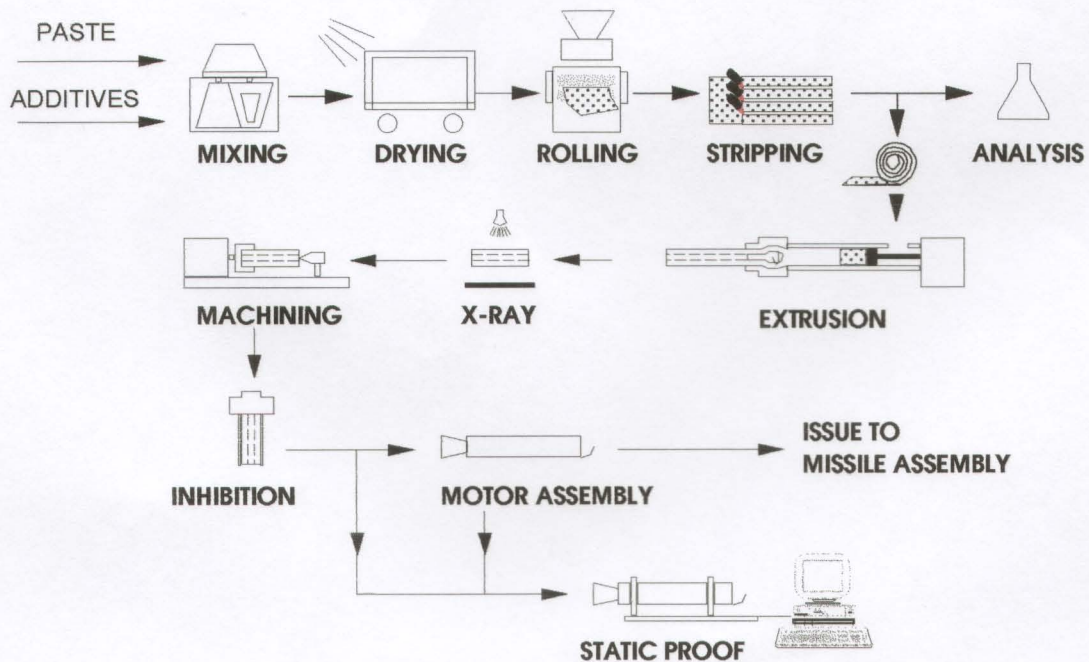 PASTE
ADDITIVES
MIXING
DRYING
ROLLING
STRIPPING
ANALYSIS
MACHINING
X-RAY
EXTRUSION
INHIBITION
MOTOR ASSEMBLY
ISSUE TO
MISSILE ASSEMBLY
STATIC PROOF